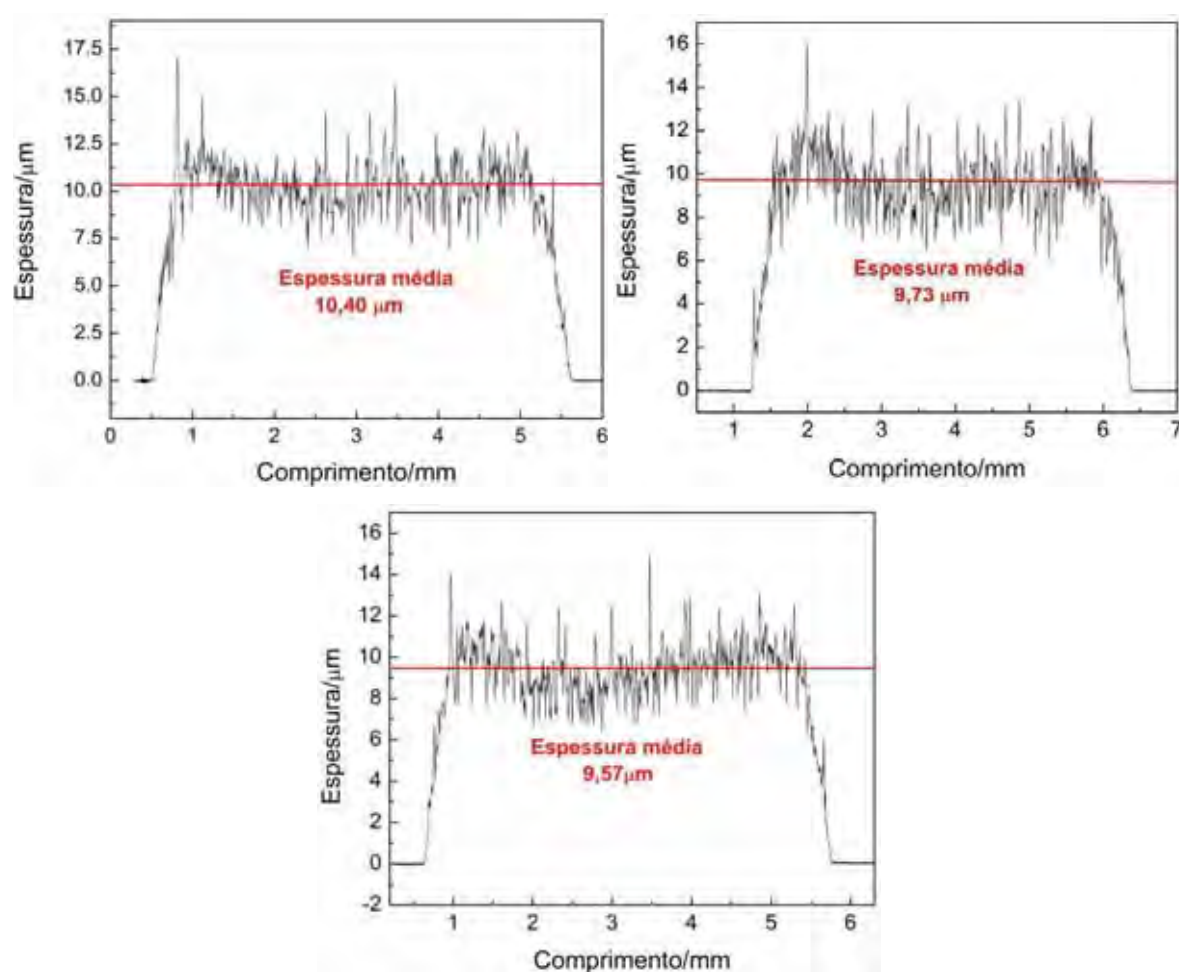 17.5
15.0
12.5
10.0
7.5
5.0
2.5
0.0
Espessura/μm
Espessura média
10,40 μm
0 1 2 3 4 5 6
Comprimento/mm
16
14
12
10
8
6
4
2
0
Espessura/μm
Espessura média
9,73 μm
1 2 3 4 5 6 7
Comprimento/mm
16
14
12
10
8
6
4
2
0
-2
Espessura/μm
Espessura média
9,57μm
1 2 3 4 5 6
Comprimento/mm